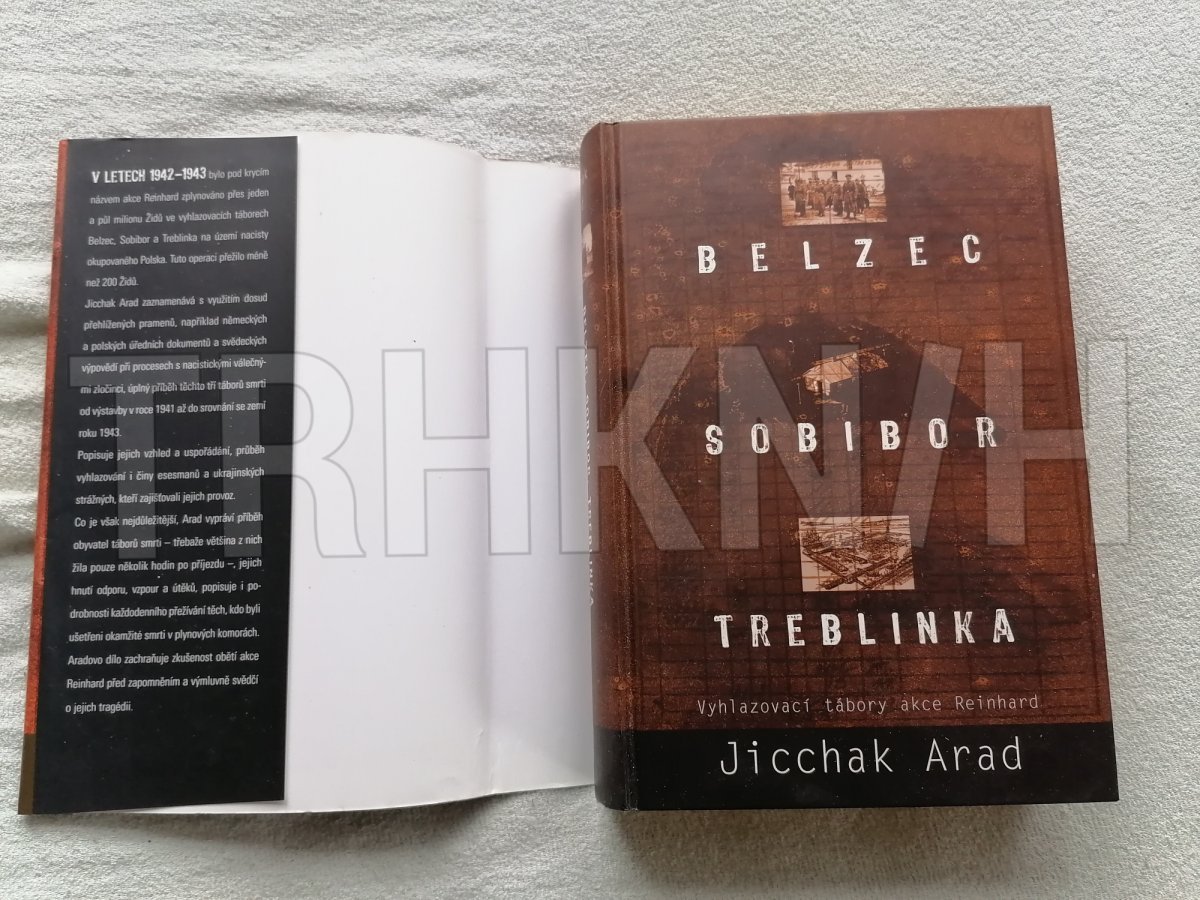 V LETECH 1942–1943 bylo pod krycím
názvem akce Reinhard zplynováno přes jeden
a půl milionu Židů ve vyhlazovacích táborech
Belzec, Sobibor a Treblinka na území nacisty
okupovaného Polska. Tuto operaci přežilo méně
než 200 Židů.
Jicchak Arad zaznamenává s využitím dosud
přehlížených pramenů, například německých
a polských úředních dokumentů a svědeckých
výpovědí při procesech s nacistickými válečný-
mi zločinci, úplný příběh těchto tří táborů smrti
od výstavby v roce 1941 až do srovnání se zemí
roku 1943.
Popisuje jejich vzhled a uspořádání, průběh
vyhlazování i činy esesmanů a ukrajinských
strážných, kteří zajišťovali jejich provoz.
Co je však nejdůležitější, Arad vypráví příběh
obyvatel táborů smrti – třebaže většina z nich
žila pouze několik hodin po příjezdu –, jejich
hnutí odporu, vzpour a útěků, popisuje i po-
drobnosti každodenního přežívání těch, kdo byli
ušetřeni okamžité smrti v plynových komorách.
Aradovo dílo zachraňuje zkušenost obětí akce
Reinhard před zapomněním a výmluvně svědčí
o jejich tragédii.
BELZEC
SOBIBOR
TREBLINKA
Vyhlazovací tábory akce Reinhard
Jicchak Arad
TRHKNIH